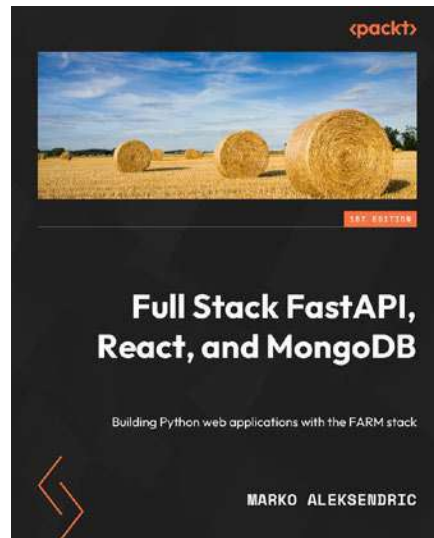 <packt>
1ST EDITION
Full Stack FastAPI,
React, and MongoDB
Building Python web applications with the FARM stack
MARKO ALEKSENDRIC